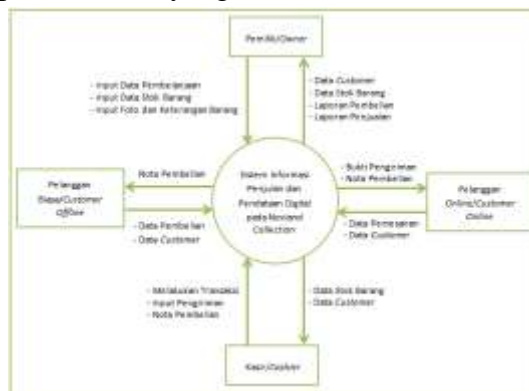 Pemilik/Owner
- Input Data Pembelanjaan
- Input Data Stok Barang
- Input Foto dan Keterangan Barang
- Data Customer
- Data Stok Barang
- Laporan Pembelian
- Laporan Penjualan
Nota Pembelian
Sistem Informasi
Penjualan dan
Pendataan Digital
pada
Collection
- Bukti Pengiriman
- Nota Pembelian
Pelanggan
Biasa/Customer
Offline
- Data Pembelian
- Data Customer
Pelanggan
Online/Customer
Online
- Data Pemesanan
- Data Customer
- Melakukan Transaksi
- Input Pengiriman
- Nota Pembelian
- Data Stok Barang
- Data Customer
Kasir/Cashier